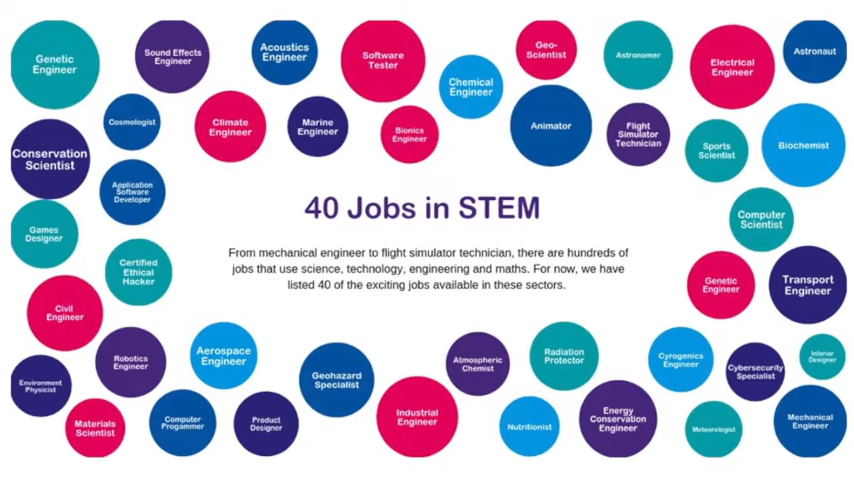 Genetic
Engineer
Sound Effects
Engineer
Acoustics
Engineer
Software
Tester
Chemical
Engineer
Geo-
Scientist
Astronomer
Electrical
Engineer
Astronaut
Cosmologist
Climate
Engineer
Marine
Engineer
Bionics
Engineer
Animator
Flight
Simulator
Technician
Sports
Scientist
Biochemist
Conservation
Scientist
Application
Software
Developer
40 Jobs in STEM
Computer
Scientist
Games
Designer
Certified
Ethical
Hacker
From mechanical engineer to flight simulator technician, there are hundreds of
jobs that use science, technology, engineering and maths. For now, we have
listed 40 of the exciting jobs available in these sectors.
Genetic
Engineer
Transport
Engineer
Civil
Engineer
Robotics
Engineer
Aerospace
Engineer
Geohazard
Specialist
Atmospheric
Chemist
Radiation
Protector
Cyrogenics
Engineer
Cybersecurity
Specialist
Interior
Designer
Environment
Physicist
Materials
Scientist
Computer
Progammer
Product
Designer
Industrial
Engineer
Nutritionist
Energy
Conservation
Engineer
Meteorologist
Mechanical
Engineer